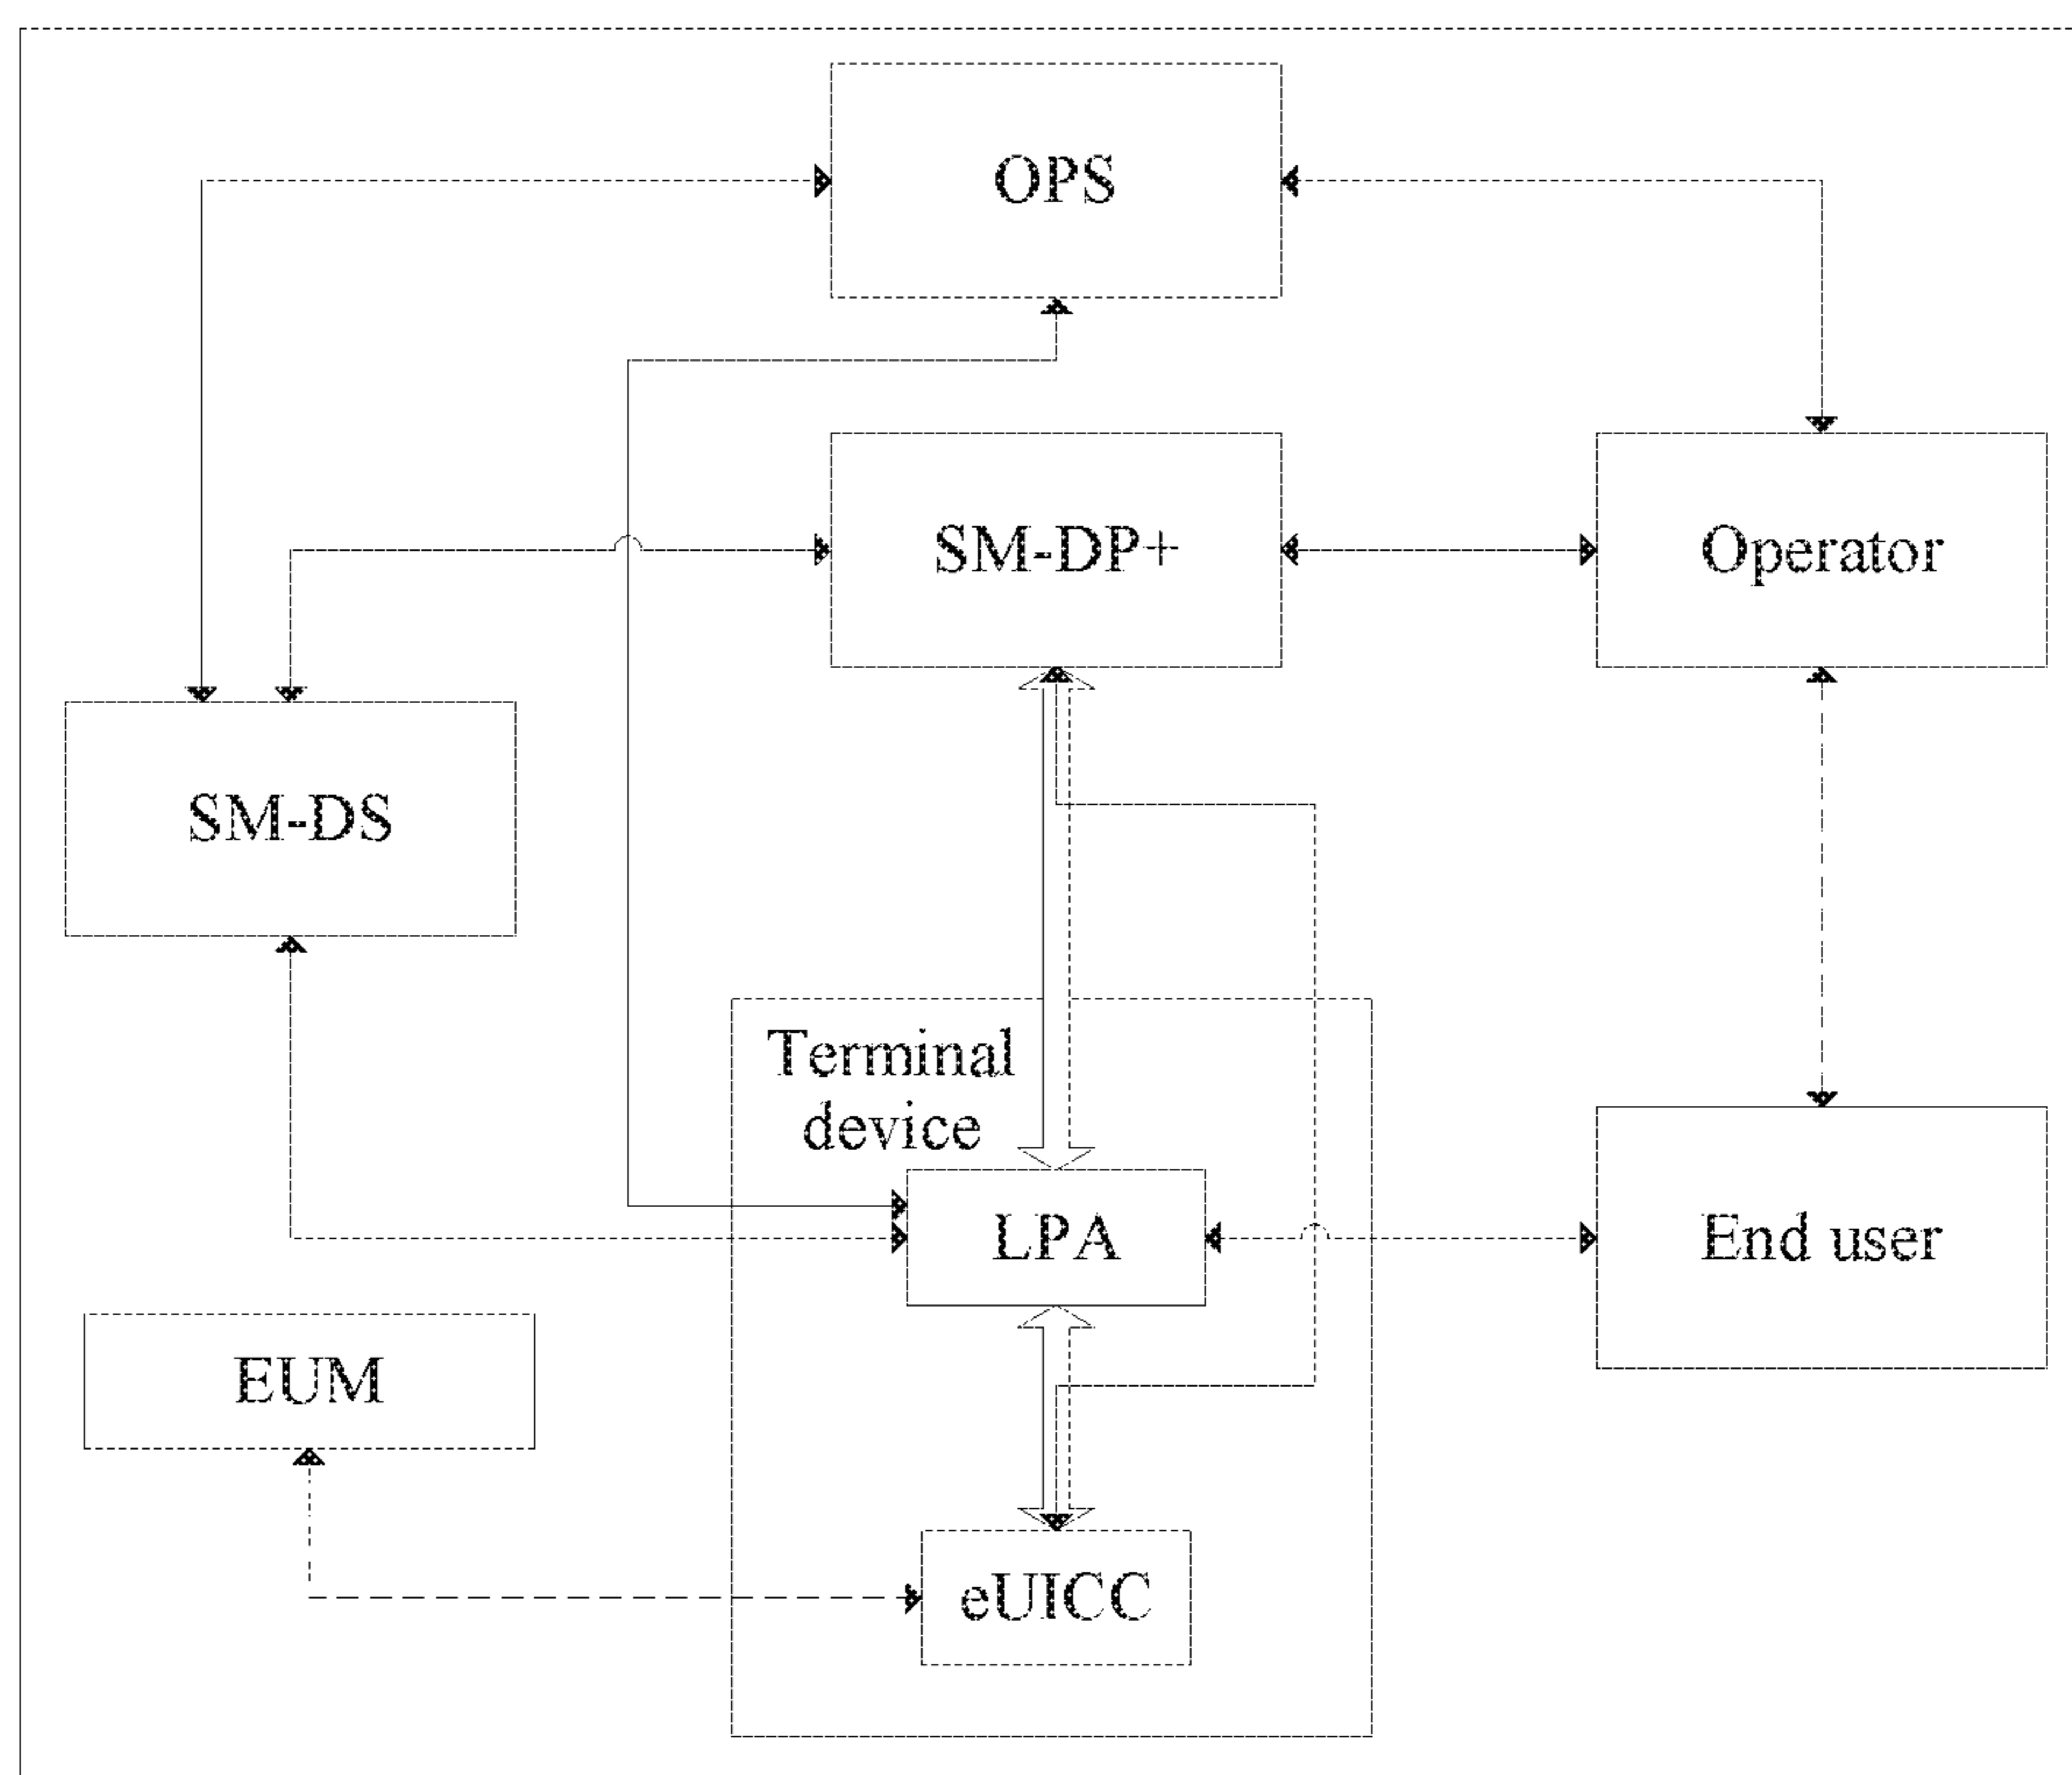 OPS
SM-DP+
Operator
SM-DS
Terminal
device
LPA
End user
EUM
eUICC